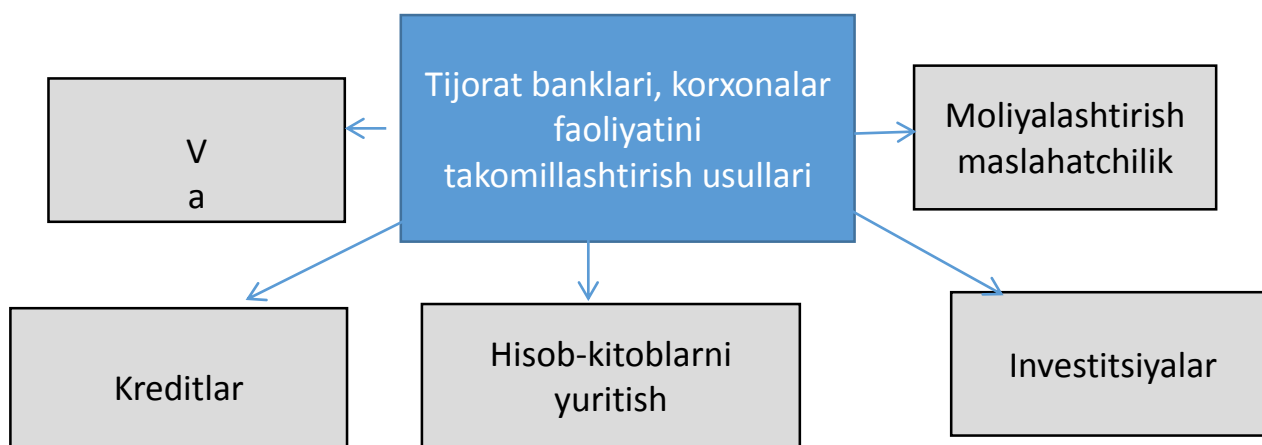 Tijorat banklari, korxonalar
faoliyatini
takomillashtirish usullari
V
a
Moliyalashtirish
maslahatchilik
Kreditlar
Hisob-kitoblarni
yuritish
Investitsiyalar